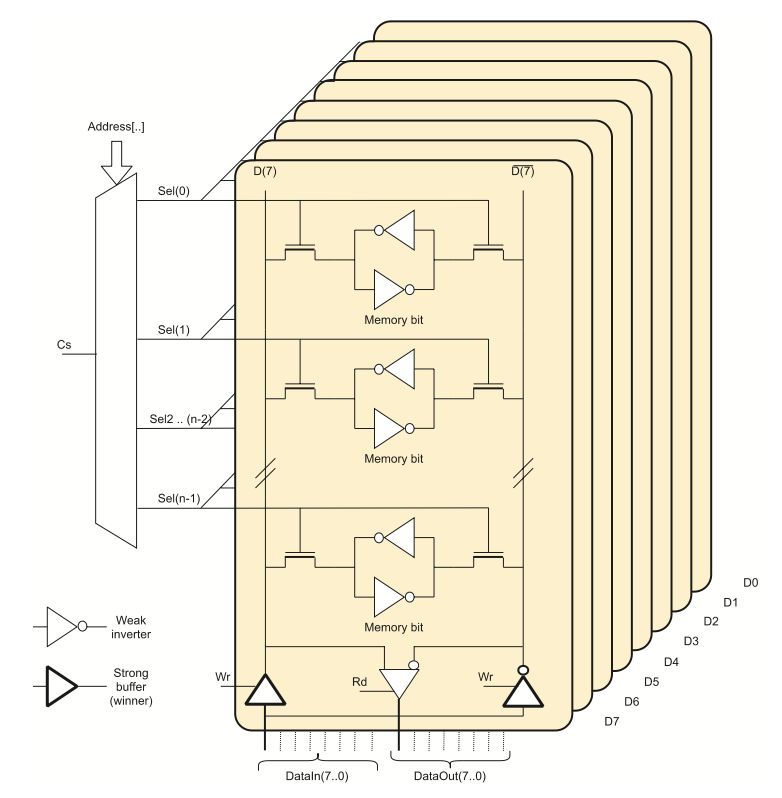 Address[..]
D(7)
D(7)
Sel(0)
Memory bit
Sel(1)
Cs
Sel2 .. (n-2)
Memory bit
Sel(n-1)
D0
D1
D2
D3
D4
D5
D6
D7
Weak
inverter
Memory bit
Strong
buffer
(winner)
Wr
Rd
Wr
DataIn(7..0)
DataOut(7..0)